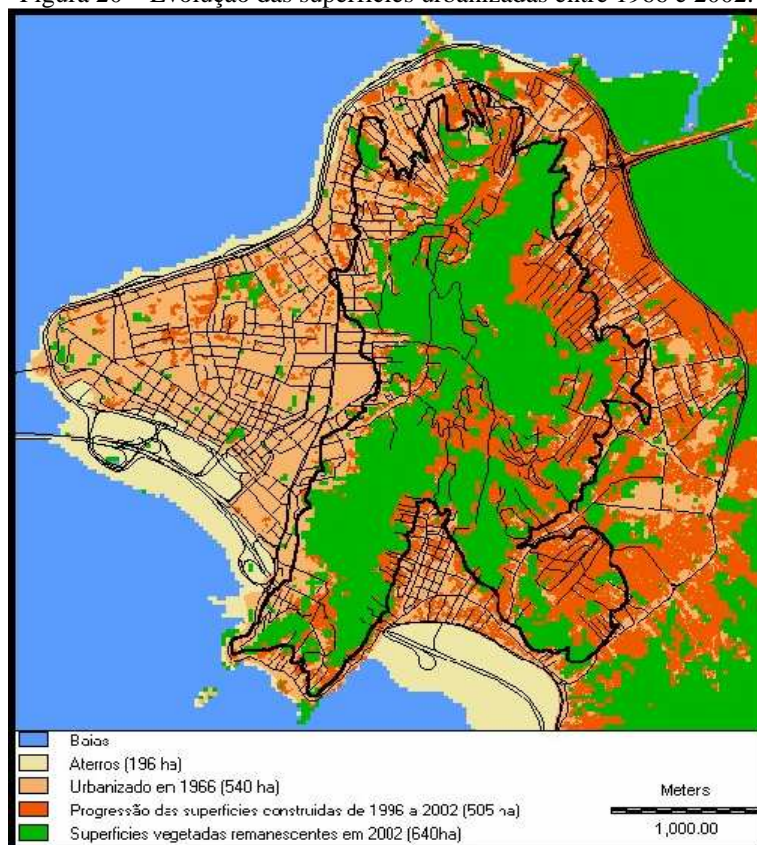 Figura 20 – Evolução das superfícies urbanizadas entre 1966 e 2002.
Baias
Aterros (196 ha)
Urbanizado en 1966 (540 ha)
Progressão das superficies construidas de 1996 a 2002 (505 ha)
Superficies vegetadas remanescentes em 2002 (640ha)
Meters
1,000.00